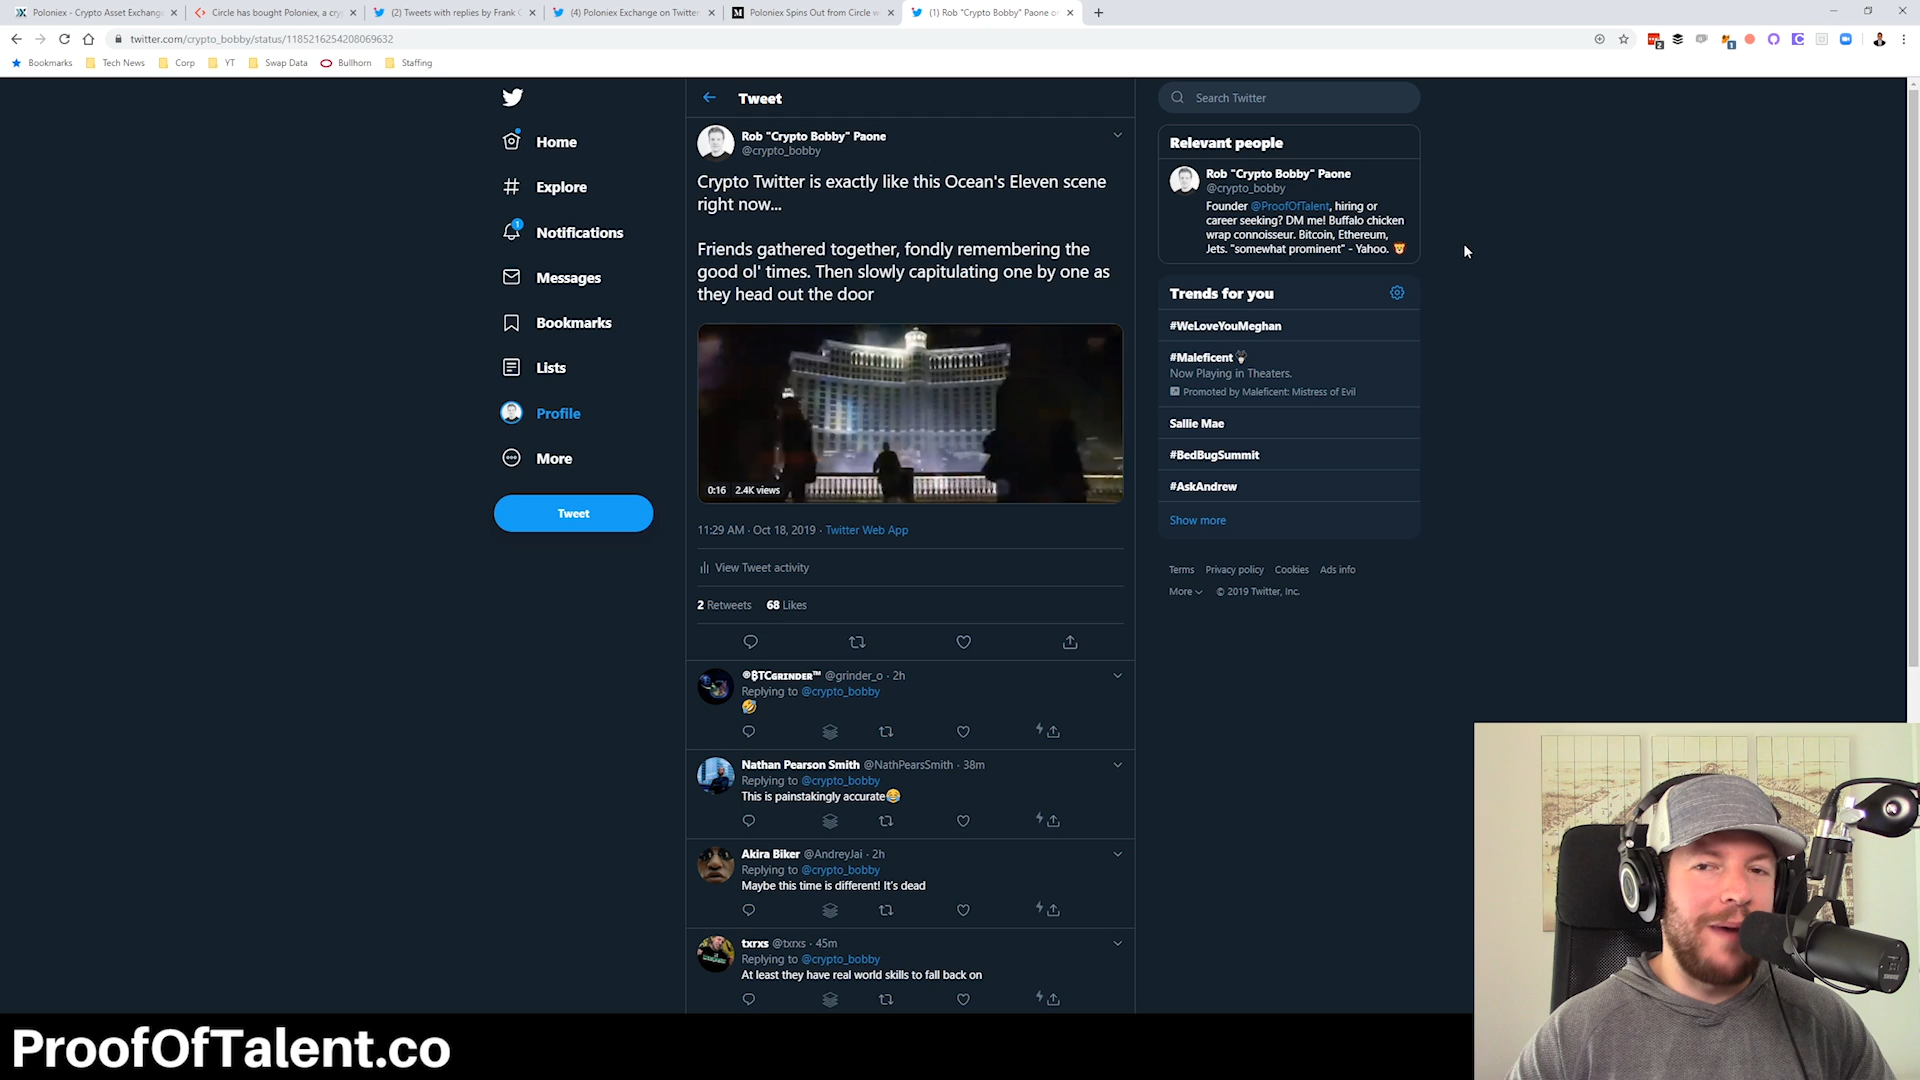 Poloniex - Crypto Asset Exchange
Circle has bought Poloniex, a cry
(2) Tweets with replies by Frank C
(4) Poloniex Exchange on Twitter
Poloniex Spins Out from Circle w
(1) Rob "Crypto Bobby" Paone on
twitter.com/crypto_bobby/status/1185216254208069632
Bookmarks
Tech News
Corp
YT
Swap Data
Bullhorn
Staffing
Home
Explore
1
Notifications
Messages
Bookmarks
Lists
Profile
More
Tweet
Tweet
Rob "Crypto Bobby" Paone
@crypto_bobby
Crypto Twitter is exactly like this Ocean's Eleven scene
right now...
Friends gathered together, fondly remembering the
good ol' times. Then slowly capitulating one by one as
they head out the door
0:16 2.4K views
11:29 AM · Oct 18, 2019 · Twitter Web App
View Tweet activity
2 Retweets 68 Likes
®₿TCGRINDER™ @grinder_o · 2h
Replying to @crypto_bobby
🤣
Nathan Pearson Smith @NathPearsSmith · 38m
Replying to @crypto_bobby
This is painstakingly accurate😂
Akira Biker @AndreyJai · 2h
Replying to @crypto_bobby
Maybe this time is different! It's dead
txrxs @txrxs · 45m
Replying to @crypto_bobby
At least they have real world skills to fall back on
Search Twitter
Relevant people
Rob "Crypto Bobby" Paone
@crypto_bobby
Founder @ProofOfTalent, hiring or
career seeking? DM me! Buffalo chicken
wrap connoisseur. Bitcoin, Ethereum,
Jets. "somewhat prominent" - Yahoo. 🦁
Trends for you
#WeLoveYouMeghan
#Maleficent
Now Playing in Theaters.
Promoted by Maleficent: Mistress of Evil
Sallie Mae
#BedBugSummit
#AskAndrew
Show more
Terms Privacy policy Cookies Ads info
More © 2019 Twitter, Inc.
ProofOfTalent.co